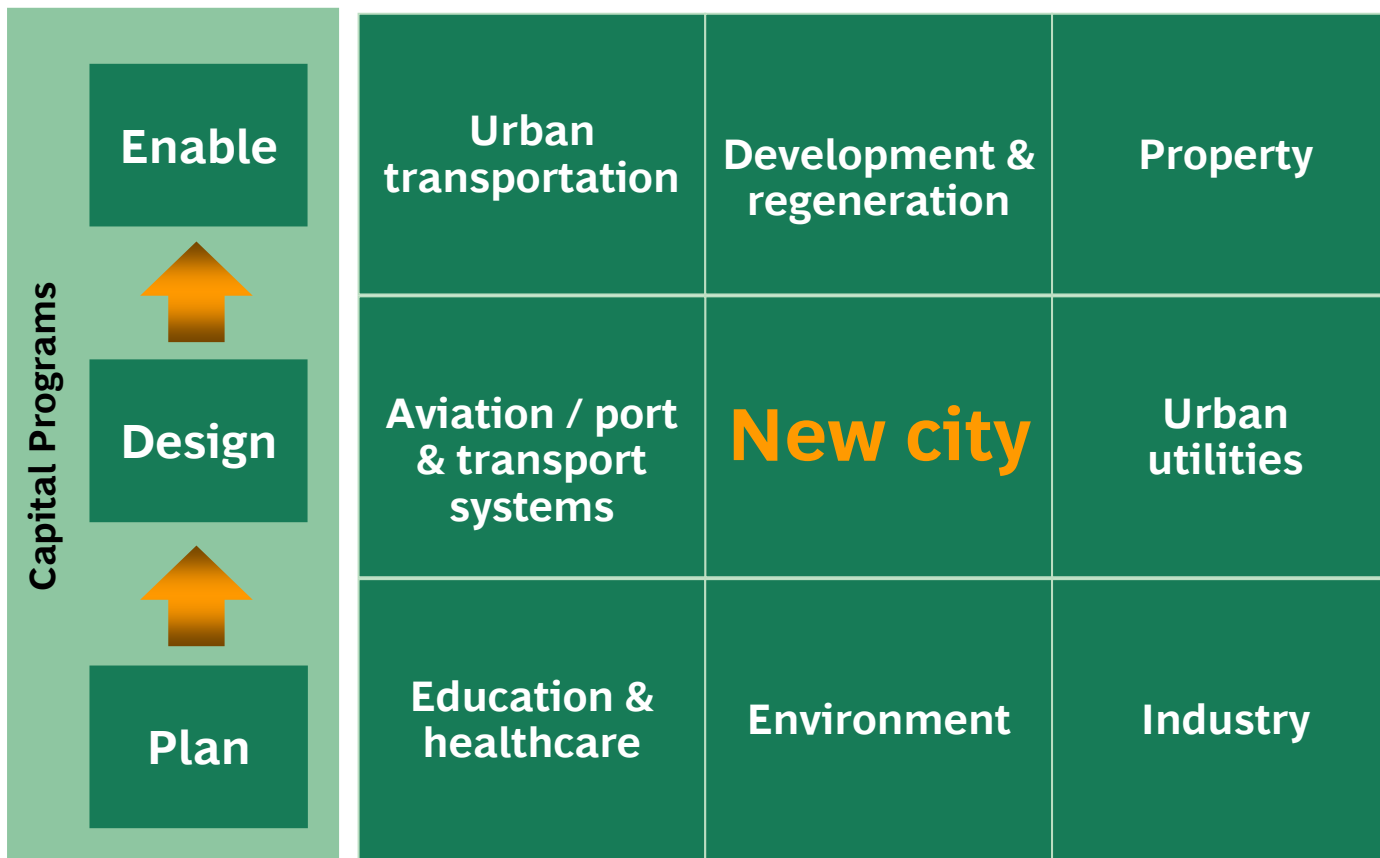 Capital Programs
Enable
Design
Plan
Urban
transportation
Development &
regeneration
Property
Aviation / port
& transport
systems
New city
Urban
utilities
Education &
healthcare
Environment
Industry